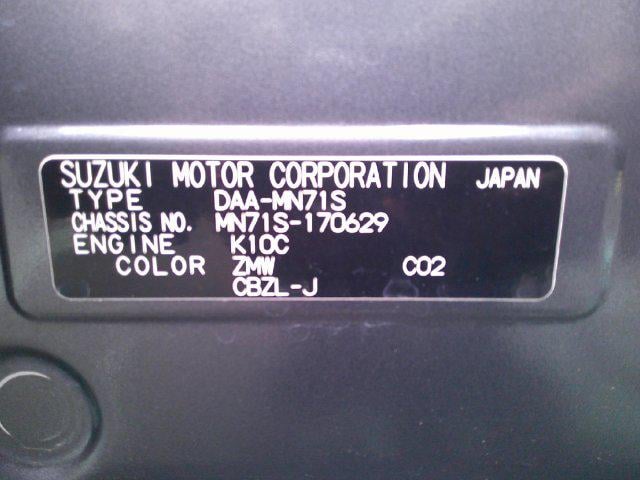 SUZUKI MOTOR CORPORATION JAPAN
TYPE DAA-MN71S
CHASSIS NO. MN71S-170629
ENGINE K10C
COLOR ZMW C02
CBZL-J